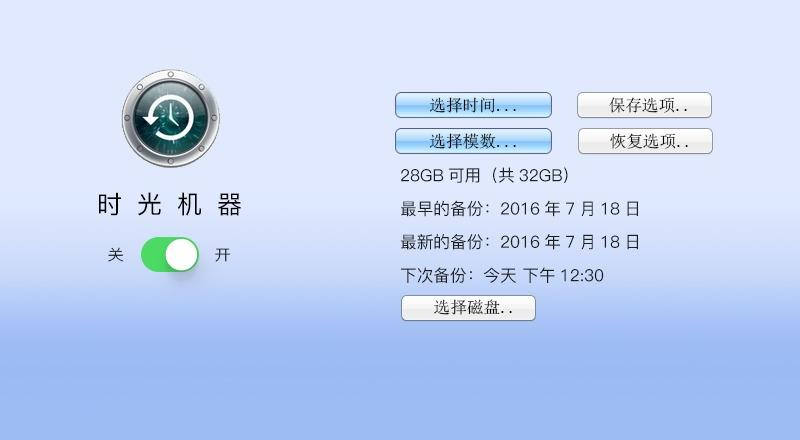 时光机器
关 开
选择时间... 保存选项..
选择模数... 恢复选项..
28GB 可用（共 32GB）
最早的备份：2016 年 7 月 18 日
最新的备份：2016 年 7 月 18 日
下次备份：今天 下午 12:30
选择磁盘..